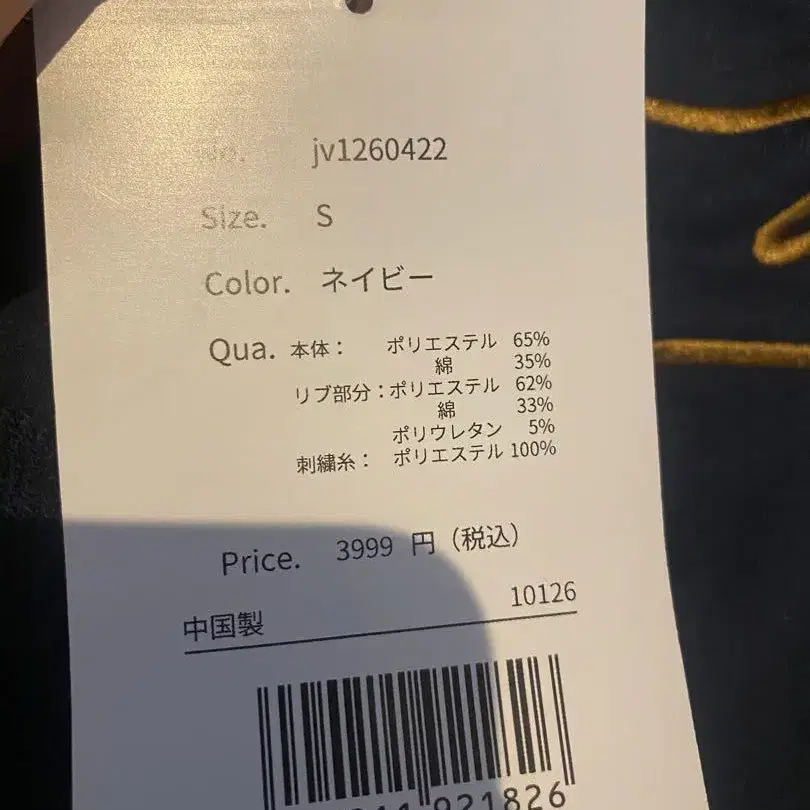 No. jv1260422
Size. S
Color. ネイビー
Qua. 本体： ポリエステル 65%
綿 35%
リブ部分：ポリエステル 62%
綿 33%
ポリウレタン 5%
刺繍糸： ポリエステル 100%
Price. 3999 円（税込）
10126
中国製
921826